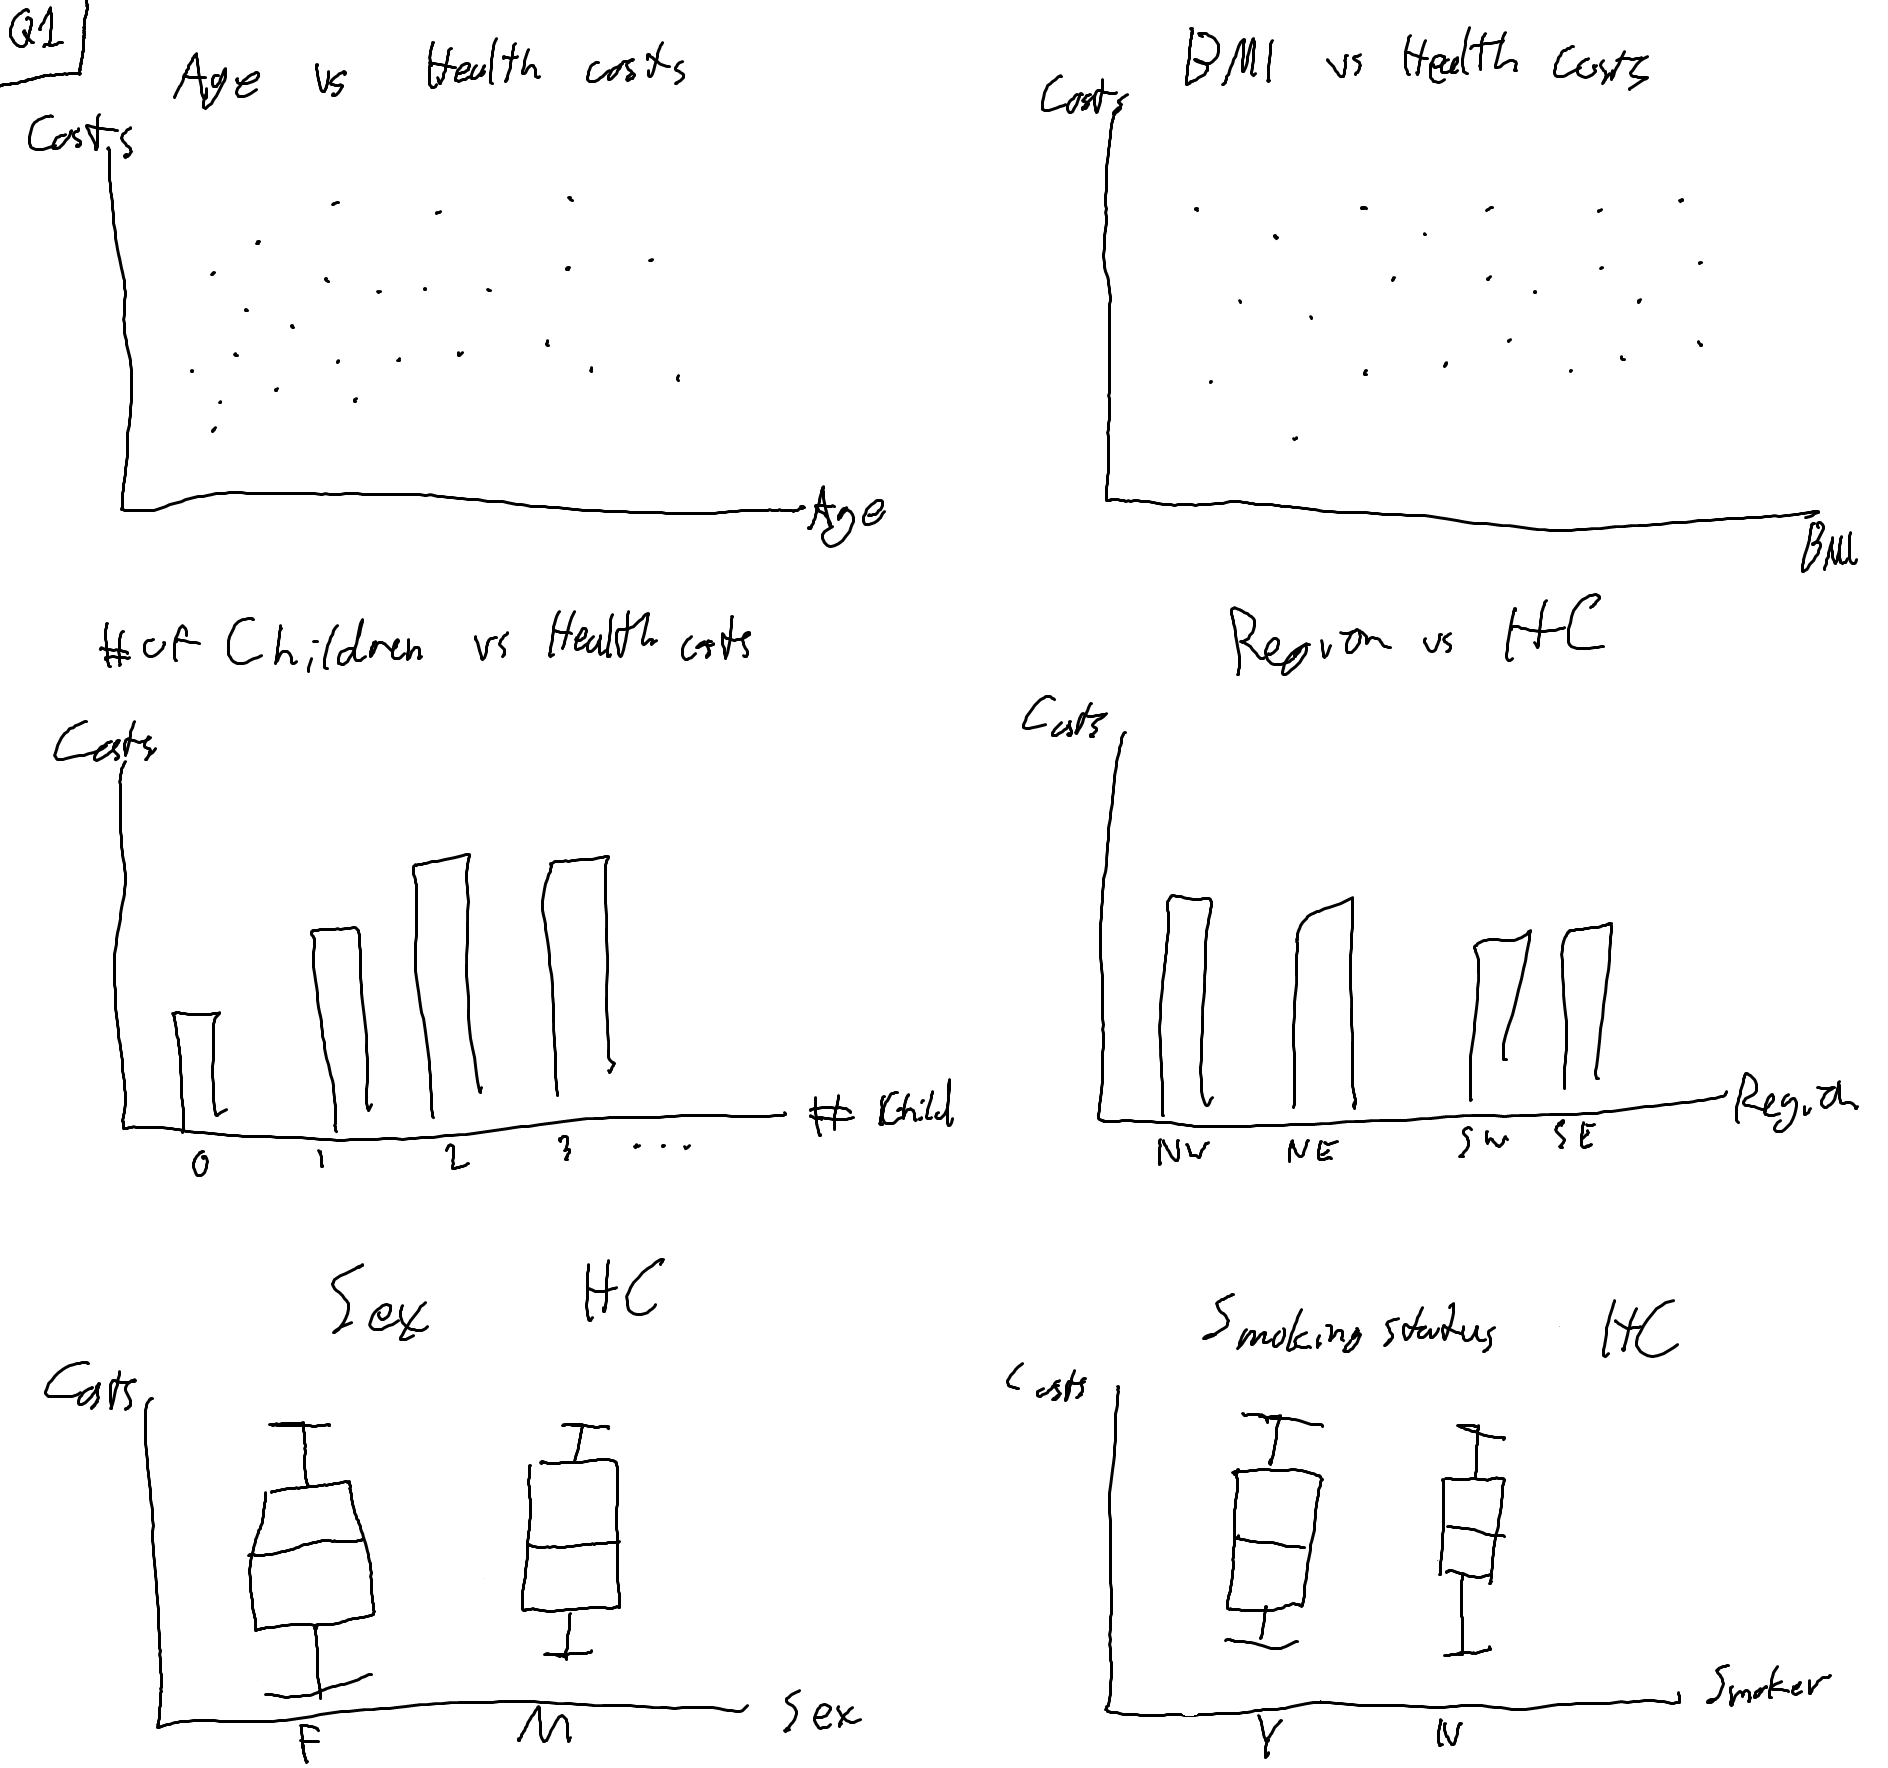 Q1
Age vs Health costs
Costs
Age
BMI vs Health Costs
Costs
BMI
# of Children vs Health costs
Costs
0 1 2 3 ...
# Child
Region vs HC
Costs
NW NE SW SE
Region
Sex HC
Costs
F M
Sex
Smoking status HC
Costs
Y N
Smoker